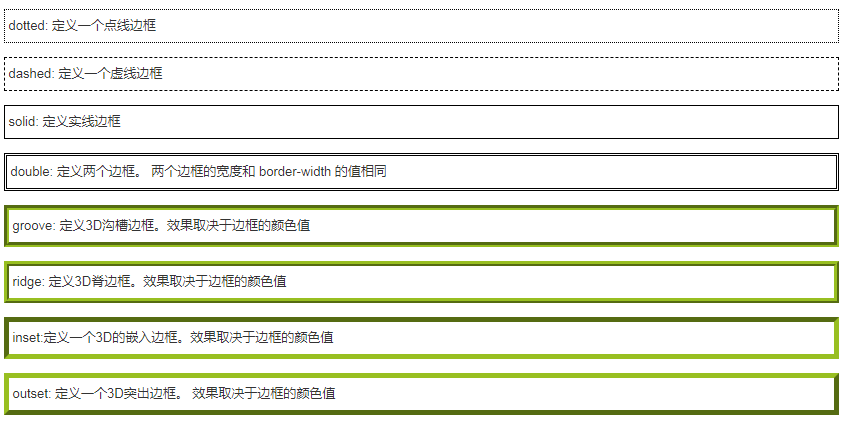 dotted: 定义一个点线边框
dashed: 定义一个虚线边框
solid: 定义实线边框
double: 定义两个边框。 两个边框的宽度和 border-width 的值相同
groove: 定义3D沟槽边框。效果取决于边框的颜色值
ridge: 定义3D脊边框。效果取决于边框的颜色值
inset:定义一个3D的嵌入边框。效果取决于边框的颜色值
outset: 定义一个3D突出边框。 效果取决于边框的颜色值